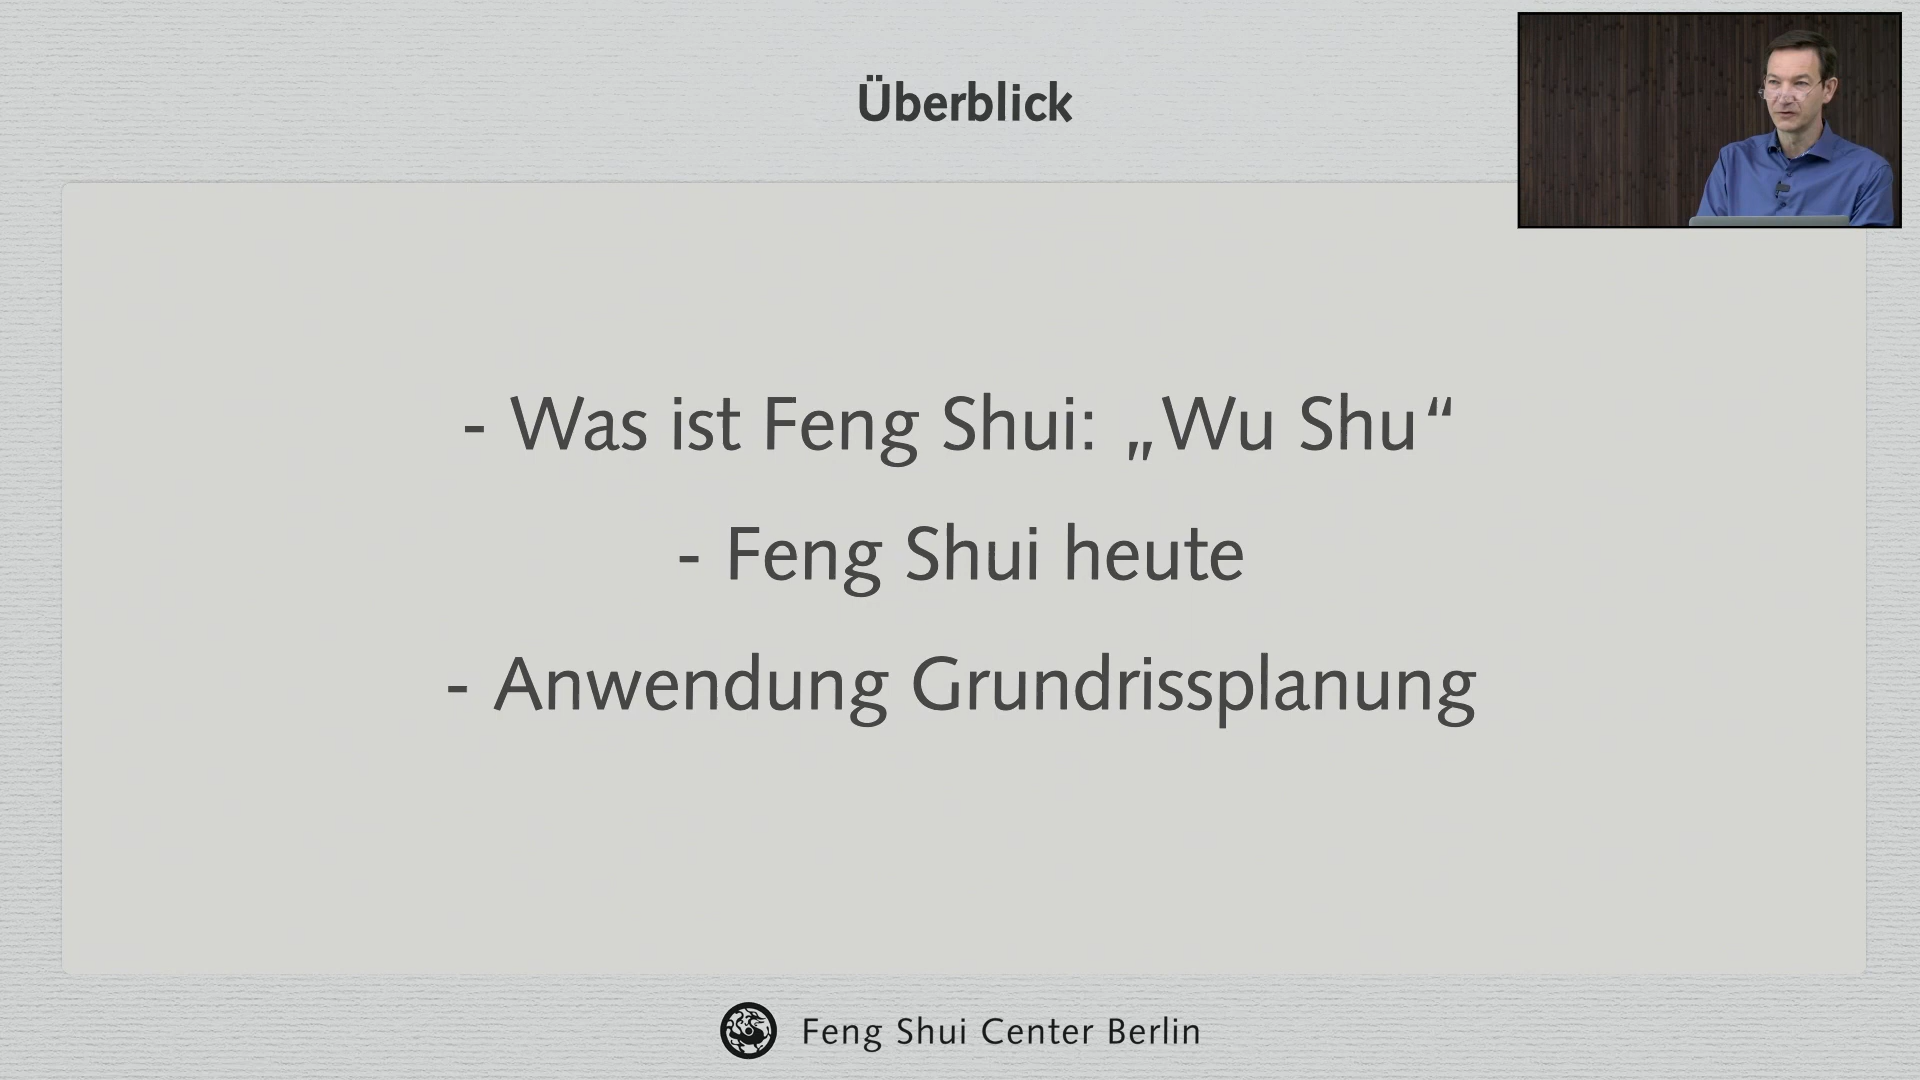 Überblick
- Was ist Feng Shui: „Wu Shu“
- Feng Shui heute
- Anwendung Grundrissplanung
Feng Shui Center Berlin